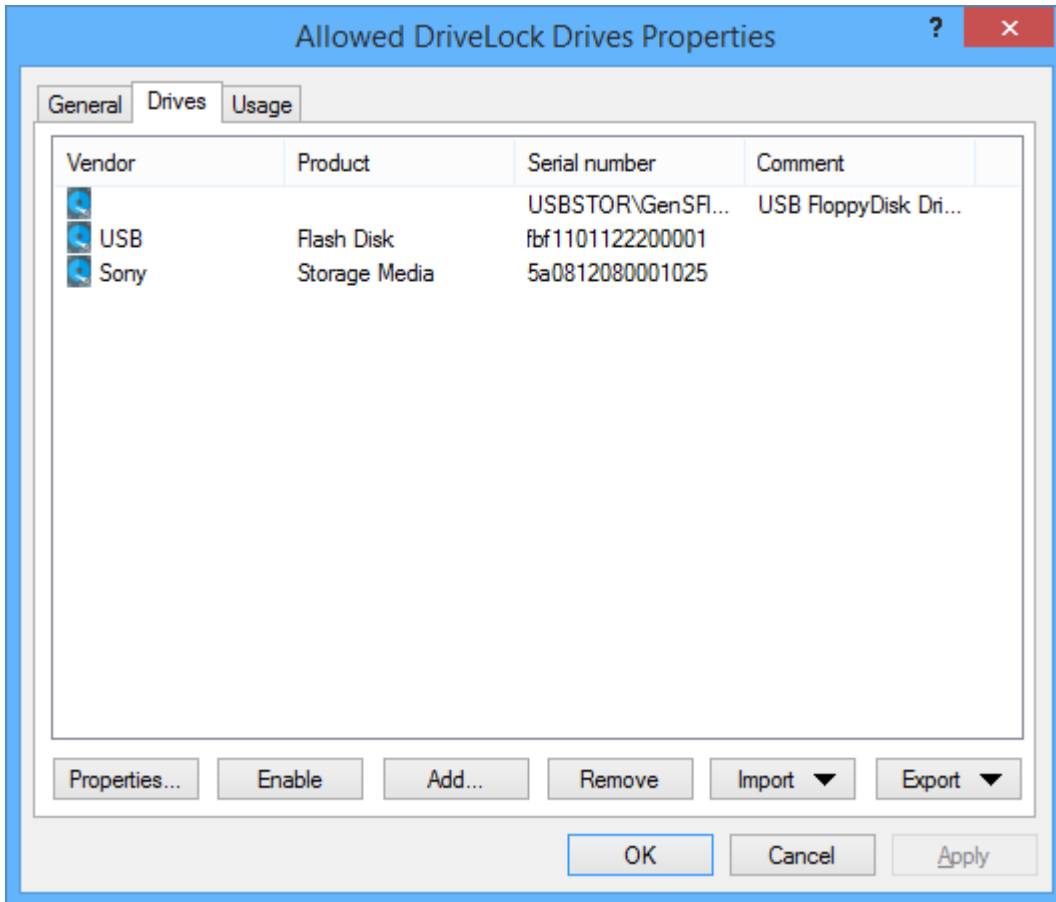 Allowed DriveLock Drives Properties ?
General Drives Usage
Vendor Product Serial number Comment
USBSTOR\GenSFl... USB FloppyDisk Dri...
USB Flash Disk fbf1101122200001
Sony Storage Media 5a0812080001025
Properties... Enable Add... Remove Import Export
OK Cancel Apply